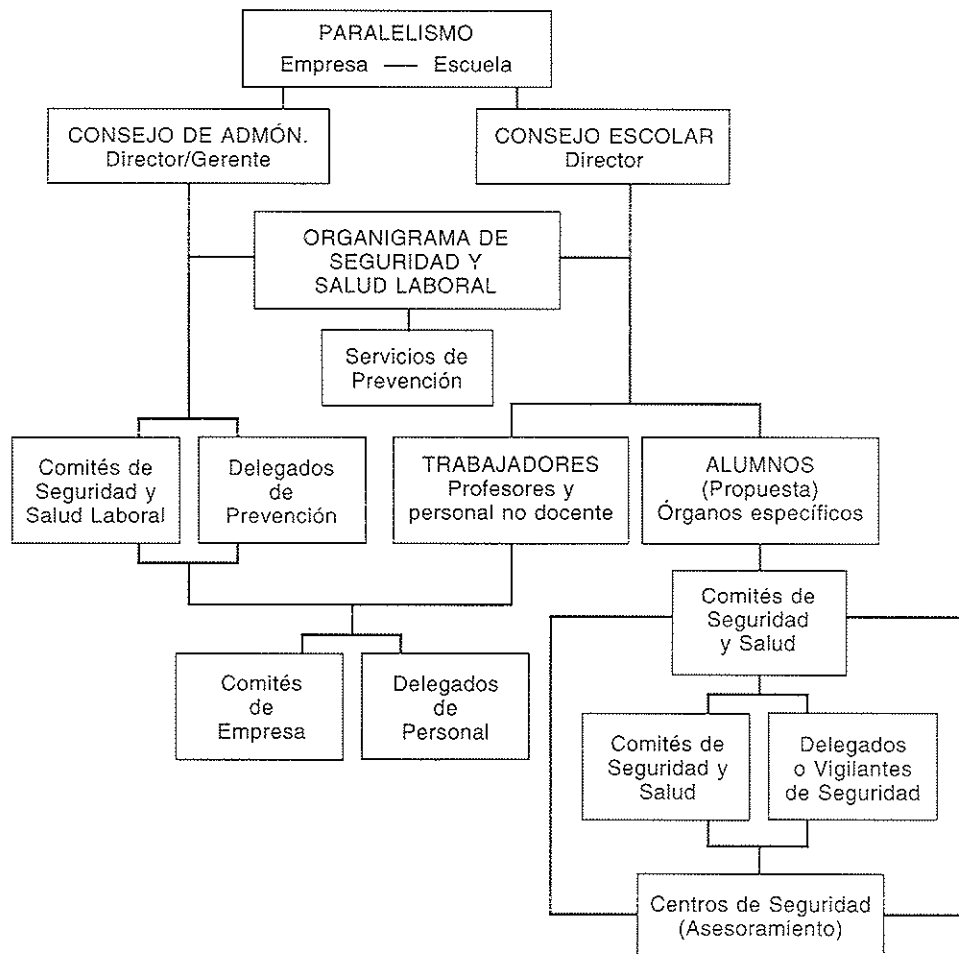 PARALELISMO
Empresa — Escuela
CONSEJO DE ADMÓN.
Director/Gerente
CONSEJO ESCOLAR
Director
ORGANIGRAMA DE
SEGURIDAD Y
SALUD LABORAL
Servicios de
Prevención
Comités de
Seguridad y
Salud Laboral
Delegados
de
Prevención
TRABAJADORES
Profesores y
personal no docente
ALUMNOS
(Propuesta)
Órganos específicos
Comités de
Seguridad
y Salud
Comités
de
Empresa
Delegados
de
Personal
Comités de
Seguridad y
Salud
Delegados
o Vigilantes
de Seguridad
Centros de Seguridad
(Asesoramiento)